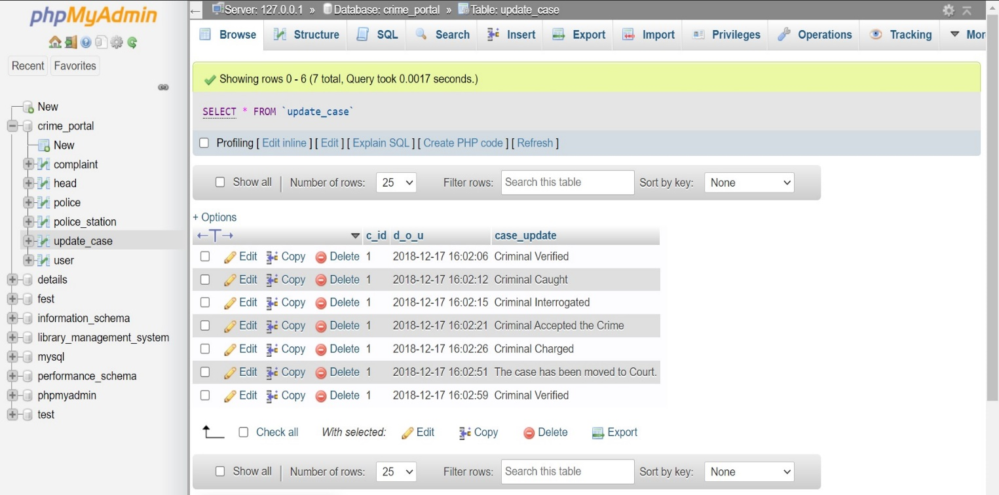 phpMyAdmin
Recent Favorites
New
crime_portal
New
complaint
head
police
police_station
update_case
user
details
fest
information_schema
library_management_system
mysql
performance_schema
phpmyadmin
test
Server: 127.0.0.1 » Database: crime_portal » Table: update_case
Browse Structure SQL Search Insert Export Import Privileges Operations Tracking Mor
Showing rows 0 - 6 (7 total, Query took 0.0017 seconds.)
SELECT * FROM `update_case`
Profiling [ Edit inline ] [ Edit ] [ Explain SQL ] [ Create PHP code ] [ Refresh ]
Show all | Number of rows: 25 Filter rows: Search this table Sort by key: None
+ Options
←T→ c_id d_o_u case_update
Edit Copy Delete 1 2018-12-17 16:02:06 Criminal Verified
Edit Copy Delete 1 2018-12-17 16:02:12 Criminal Caught
Edit Copy Delete 1 2018-12-17 16:02:15 Criminal Interrogated
Edit Copy Delete 1 2018-12-17 16:02:21 Criminal Accepted the Crime
Edit Copy Delete 1 2018-12-17 16:02:26 Criminal Charged
Edit Copy Delete 1 2018-12-17 16:02:51 The case has been moved to Court.
Edit Copy Delete 1 2018-12-17 16:02:59 Criminal Verified
Check all With selected: Edit Copy Delete Export
Show all | Number of rows: 25 Filter rows: Search this table Sort by key: None